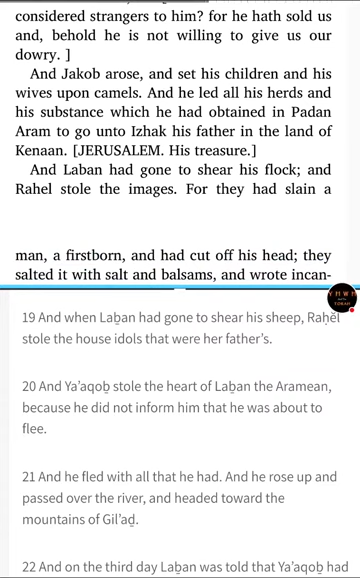 considered strangers to him? for he hath sold us
and, behold he is not willing to give us our
dowry. ]
And Jakob arose, and set his children and his
wives upon camels. And he led all his herds and
his substance which he had obtained in Padan
Aram to go unto Izhak his father in the land of
Kenaan. [JERUSALEM. His treasure.]
And Laban had gone to shear his flock; and
Rahel stole the images. For they had slain a
man, a firstborn, and had cut off his head; they
salted it with salt and balsams, and wrote incan-
19 And when Laḇan had gone to shear his sheep, Raḥĕl
stole the house idols that were her father’s.
20 And Ya’aqoḇ stole the heart of Laḇan the Aramean,
because he did not inform him that he was about to
flee.
21 And he fled with all that he had. And he rose up and
passed over the river, and headed toward the
mountains of Gil’aḏ.
22 And on the third day Laḇan was told that Ya’aqoḇ had